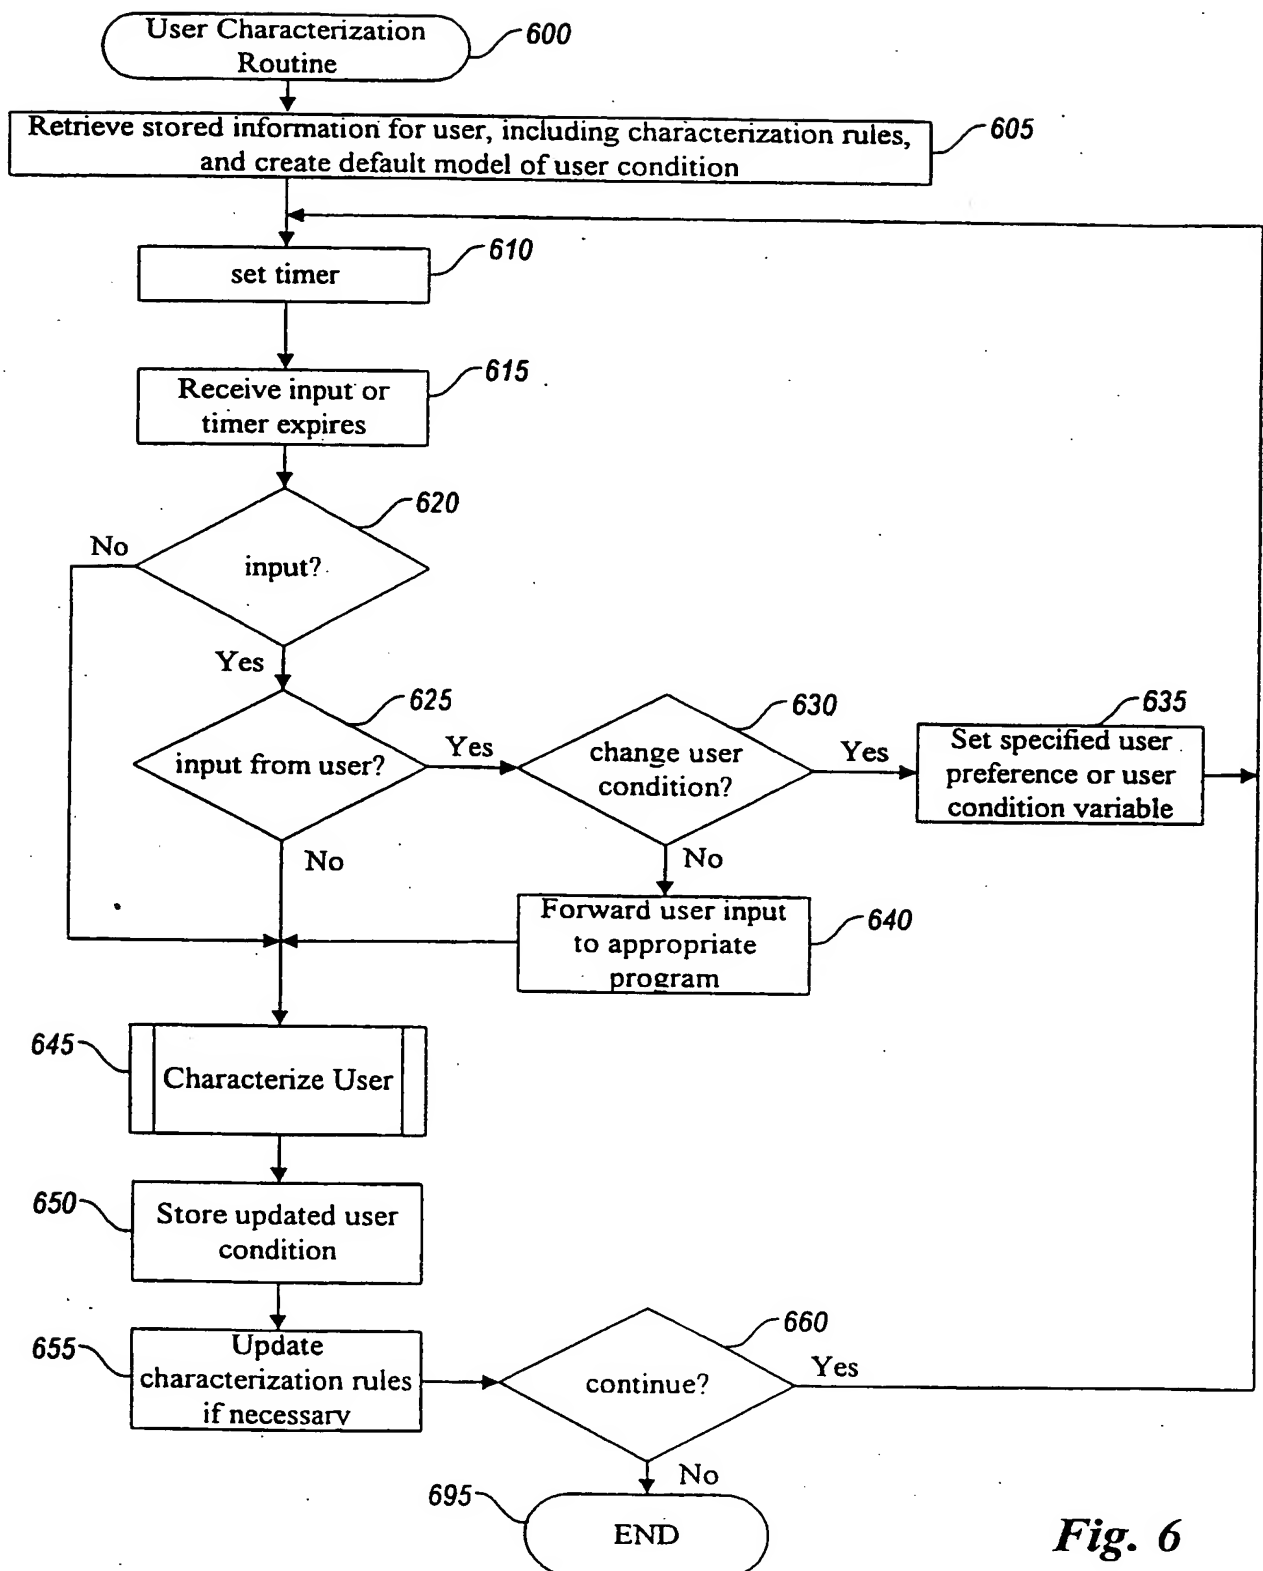 User Characterization
Routine
600
Retrieve stored information for user, including characterization rules,
and create default model of user condition
605
set timer
610
Receive input or
timer expires
615
input?
620
No
Yes
input from user?
625
Yes
No
change user
condition?
630
Yes
No
Set specified user
preference or user
condition variable
635
Forward user input
to appropriate
program
640
645
Characterize User
650
Store updated user
condition
655
Update
characterization rules
if necessary
continue?
660
Yes
No
695
END
Fig. 6